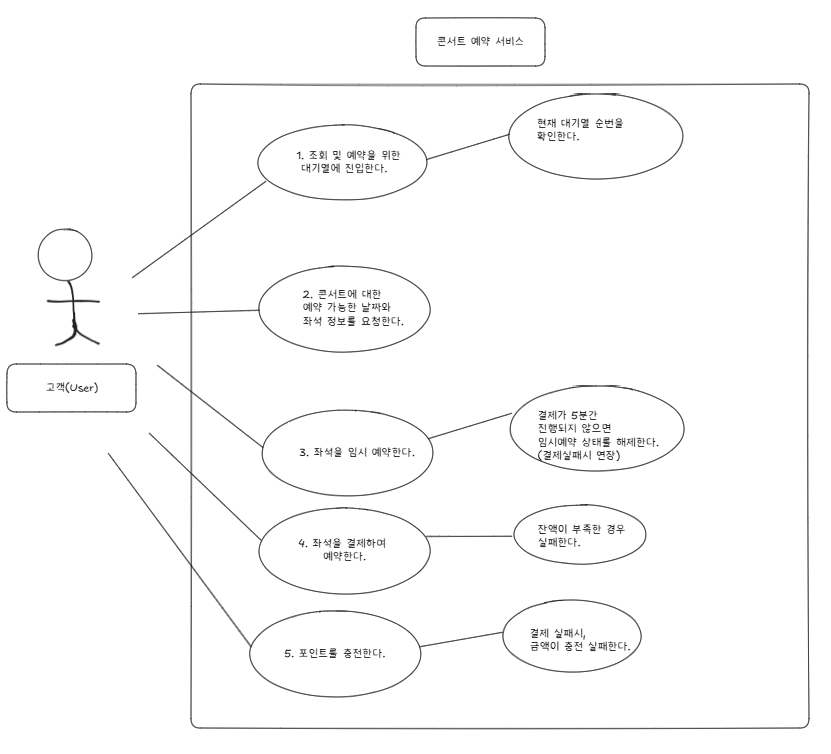 콘서트 예약 서비스
현재 대기열 순번을
확인한다.
1. 조회 및 예약을 위한
대기열에 진입한다.
2. 콘서트에 대한
예약 가능한 날짜와
좌석 정보를 요청한다.
고객(User)
결제가 5분간
진행되지 않으면
임시예약 상태를 해제한다.
(결제실패시 연장)
3. 좌석을 임시 예약한다.
잔액이 부족한 경우
실패한다.
4. 좌석을 결제하여
예약한다.
결제 실패시,
금액이 충전 실패한다.
5. 포인트를 충전한다.